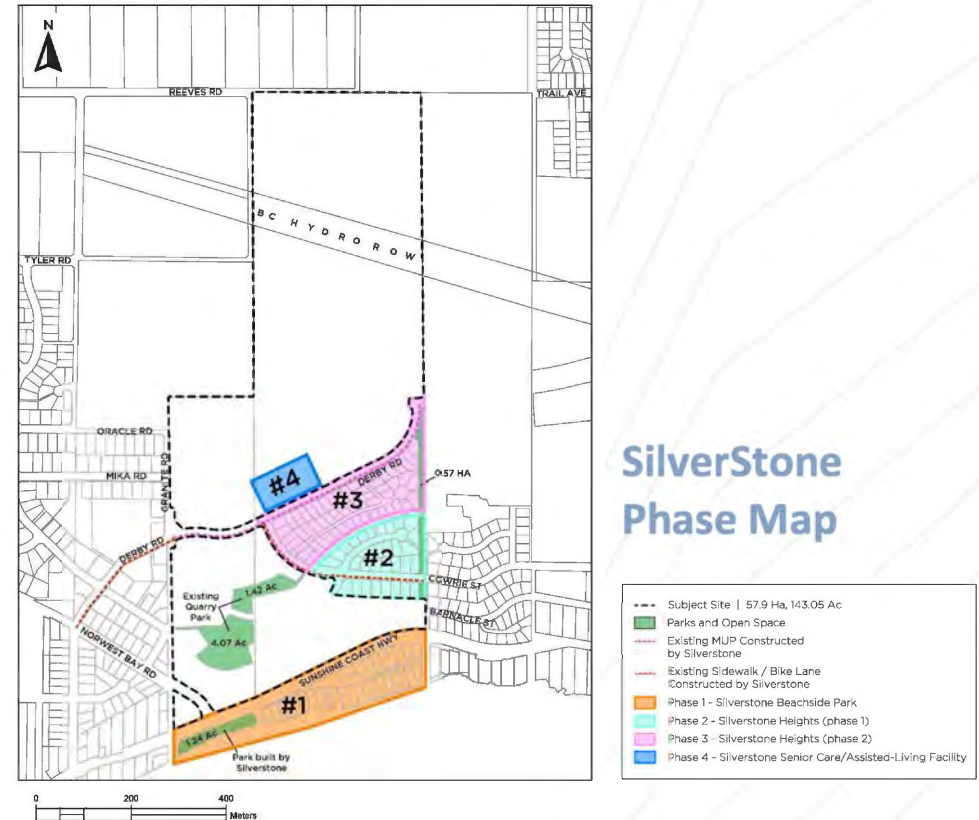 N
REEVES RD
TRAIL AVE
BC HYDRO ROW
TYLER RD
ORACLE RD
MIKA RD
GRANITE RD
DERBY RD
#4
#3
0.57 HA
DERBY RD
#2
COWRIE ST
Existing
Quarry
Park
1.42 Ac
BARNACLE ST
4.07 Ac
NORWEST BAY RD
SUNSHINE COAST HWY
#1
1.24 Ac
Park built by
Silverstone
0 200 400
Meters
SilverStone
Phase Map
Subject Site | 57.9 Ha, 143.05 Ac
Parks and Open Space
Existing MUP Constructed
by Silverstone
Existing Sidewalk / Bike Lane
Constructed by Silverstone
Phase 1 - Silverstone Beachside Park
Phase 2 - Silverstone Heights (phase 1)
Phase 3 - Silverstone Heights (phase 2)
Phase 4 - Silverstone Senior Care/Assisted-Living Facility